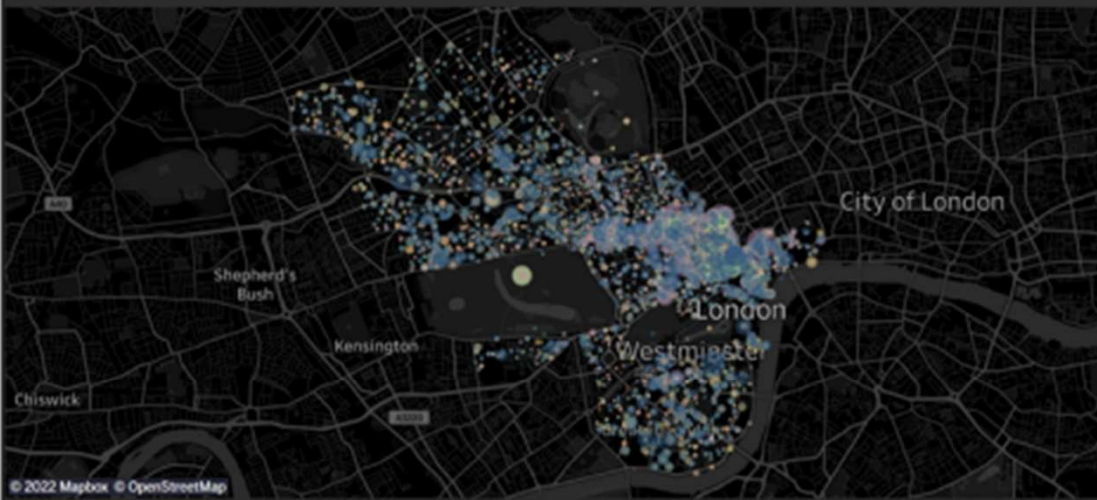 City of London
A40
Shepherd's
Bush
London
Kensington
Westminster
Chiswick
© 2022 Mapbox © OpenStreetMap